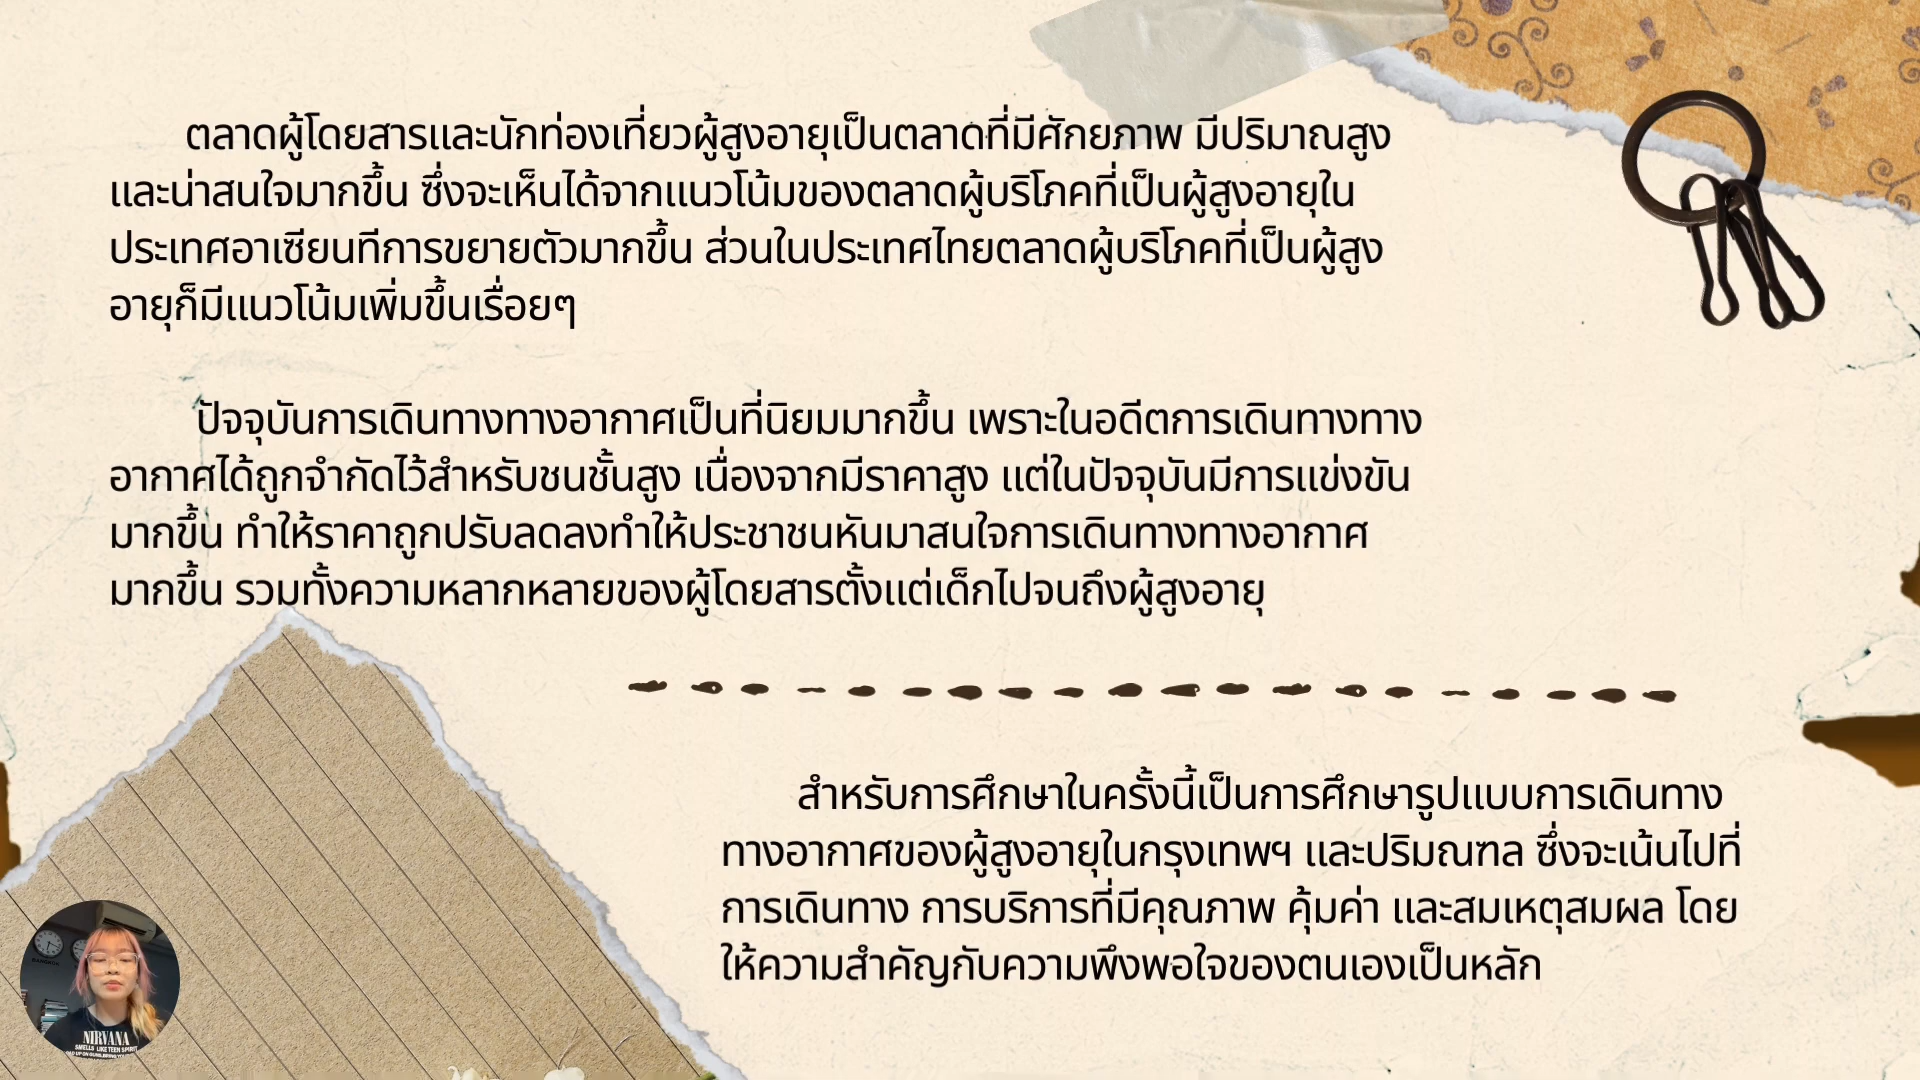 ตลาดผู้โดยสารและนักท่องเที่ยวผู้สูงอายุเป็นตลาดที่มีศักยภาพ มีปริมาณสูง
และน่าสนใจมากขึ้น ซึ่งจะเห็นได้จากแนวโน้มของตลาดผู้บริโภคที่เป็นผู้สูงอายุใน
ประเทศอาเซียนทีการขยายตัวมากขึ้น ส่วนในประเทศไทยตลาดผู้บริโภคที่เป็นผู้สูง
อายุก็มีแนวโน้มเพิ่มขึ้นเรื่อยๆ
ปัจจุบันการเดินทางทางอากาศเป็นที่นิยมมากขึ้น เพราะในอดีตการเดินทางทาง
อากาศได้ถูกจำกัดไว้สำหรับชนชั้นสูง เนื่องจากมีราคาสูง แต่ในปัจจุบันมีการแข่งขัน
มากขึ้น ทำให้ราคาถูกปรับลดลงทำให้ประชาชนหันมาสนใจการเดินทางทางอากาศ
มากขึ้น รวมทั้งความหลากหลายของผู้โดยสารตั้งแต่เด็กไปจนถึงผู้สูงอายุ
สำหรับการศึกษาในครั้งนี้เป็นการศึกษารูปแบบการเดินทาง
ทางอากาศของผู้สูงอายุในกรุงเทพฯ และปริมณฑล ซึ่งจะเน้นไปที่
การเดินทาง การบริการที่มีคุณภาพ คุ้มค่า และสมเหตุสมผล โดย
ให้ความสำคัญกับความพึงพอใจของตนเองเป็นหลัก
BANGKOK
NIRVANA
SMELLS LIKE TEEN SPIRIT